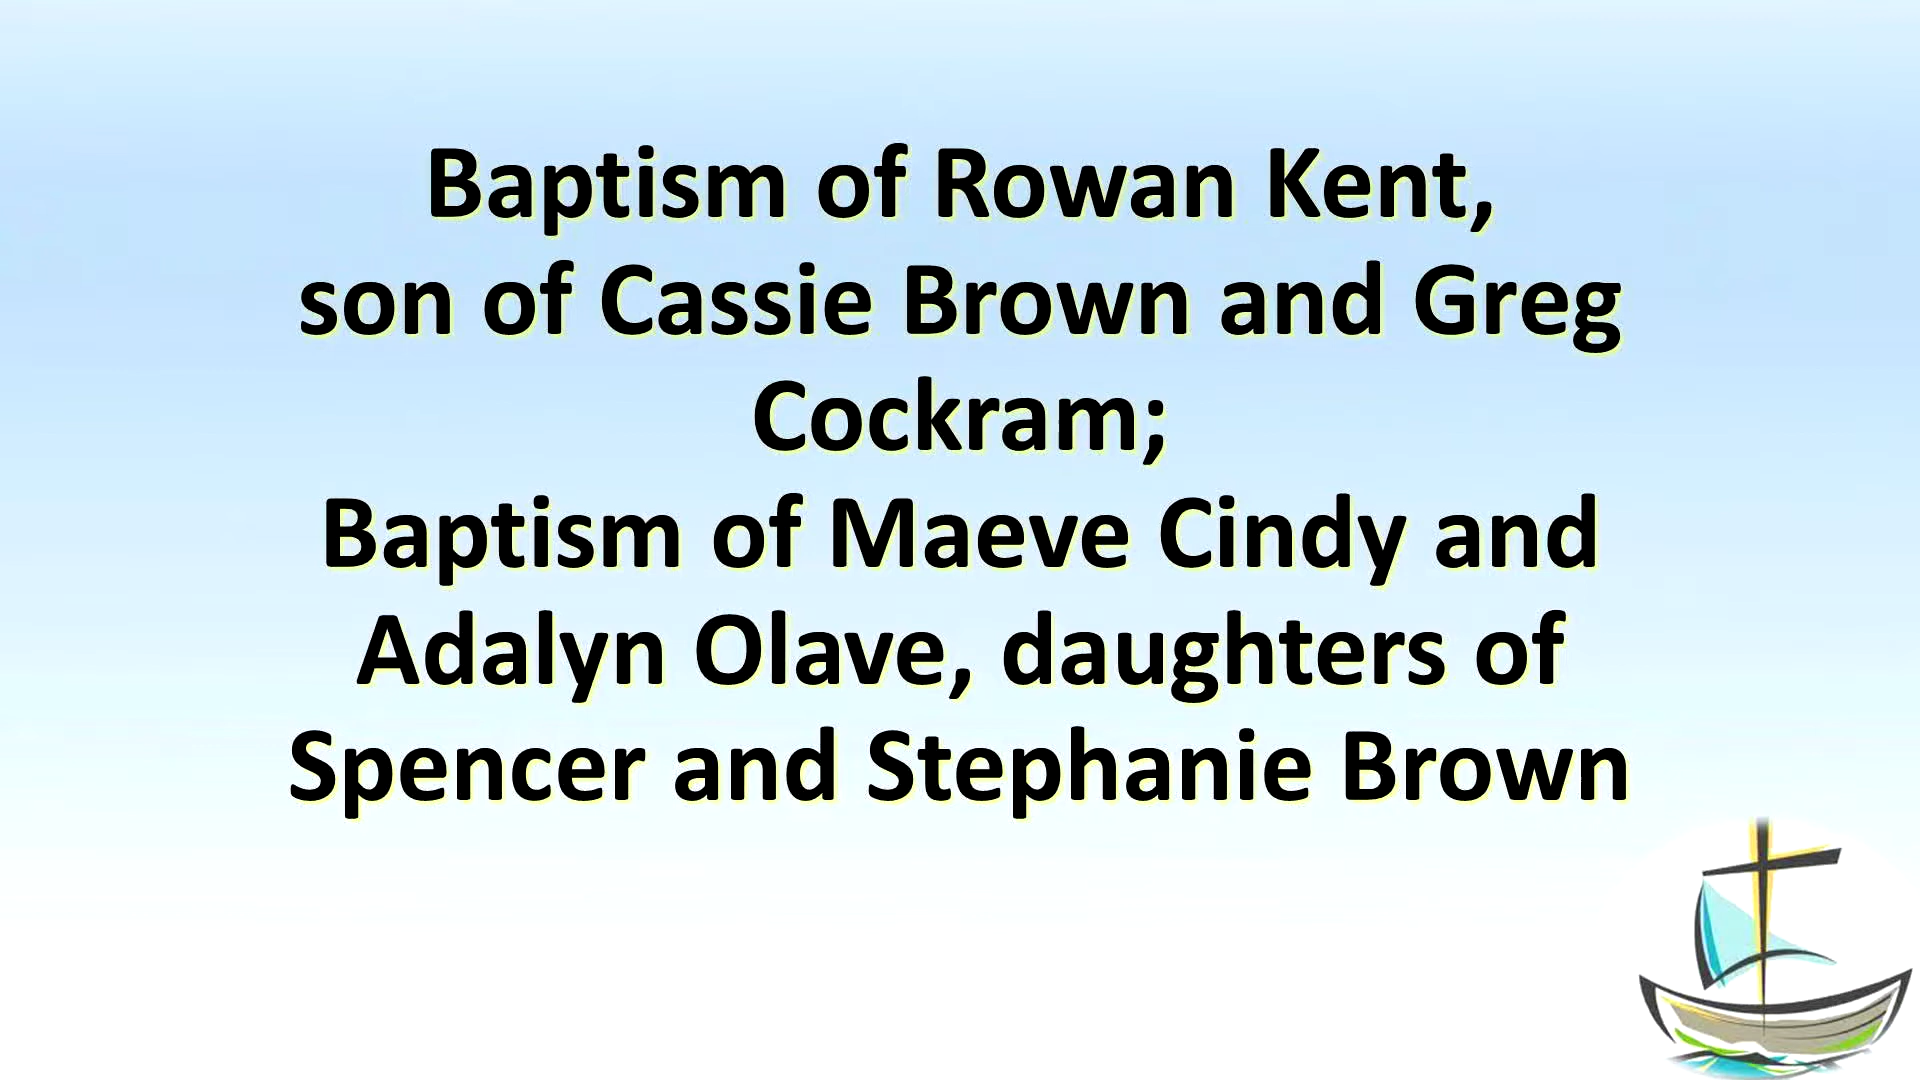 Baptism of Rowan Kent,
son of Cassie Brown and Greg
Cockram;
Baptism of Maeve Cindy and
Adalyn Olave, daughters of
Spencer and Stephanie Brown